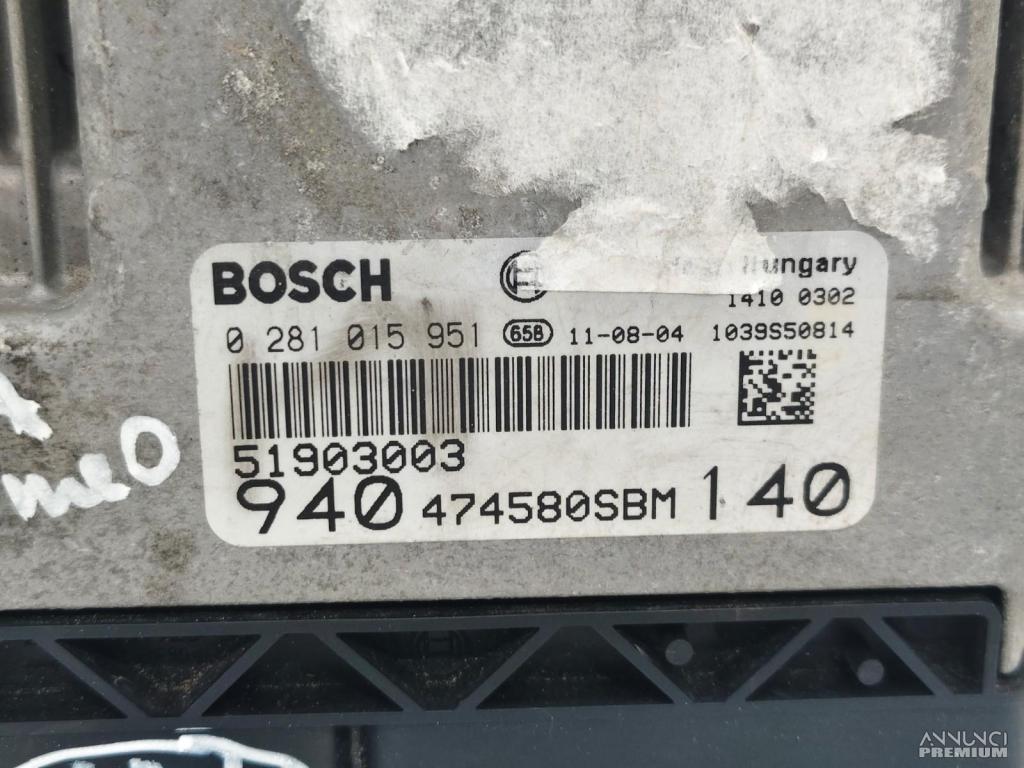 BOSCH
Hungary
1410 0302
0 281 015 951 658 11-08-04 1039S50814
51903003
940 474580SBM 140
ANNUNCI
PREMIUM